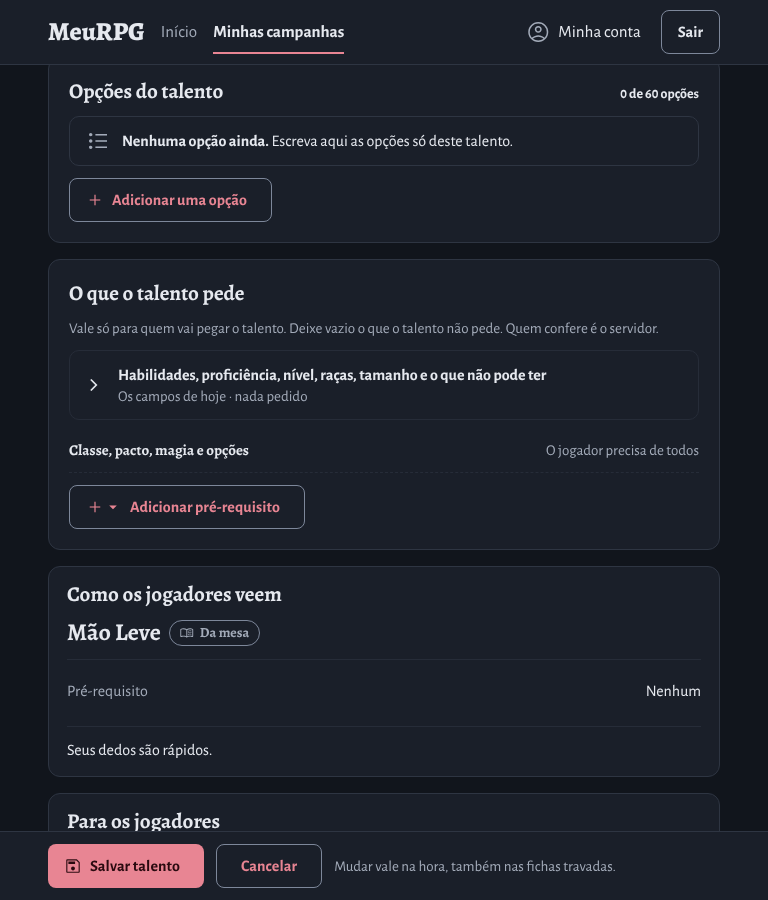 MeuRPG Início Minhas campanhas Minha conta Sair
Opções do talento 0 de 60 opções
Nenhuma opção ainda. Escreva aqui as opções só deste talento.
Adicionar uma opção
O que o talento pede
Vale só para quem vai pegar o talento. Deixe vazio o que o talento não pede. Quem confere é o servidor.
Habilidades, proficiência, nível, raças, tamanho e o que não pode ter
Os campos de hoje · nada pedido
Classe, pacto, magia e opções O jogador precisa de todos
Adicionar pré-requisito
Como os jogadores veem
Mão Leve Da mesa
Pré-requisito Nenhum
Seus dedos são rápidos.
Para os jogadores
Salvar talento Cancelar Mudar vale na hora, também nas fichas travadas.